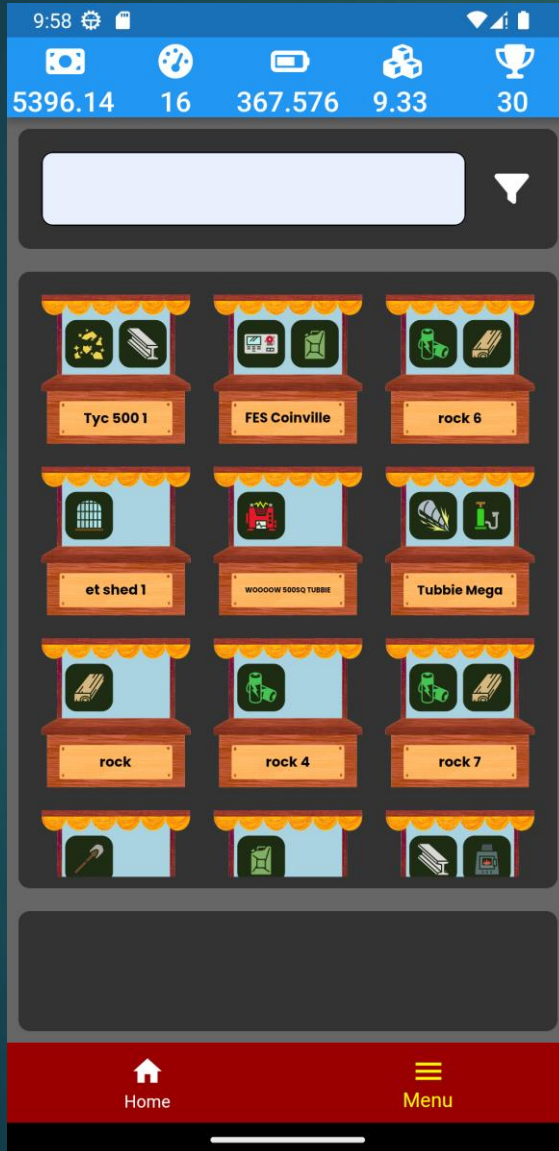 9:58
5396.14 16 367.576 9.33 30
Tyc 500 1 FES Coinville rock 6
et shed 1 WOOOOW 500SQ TUBBIE Tubbie Mega
rock rock 4 rock 7
Home Menu